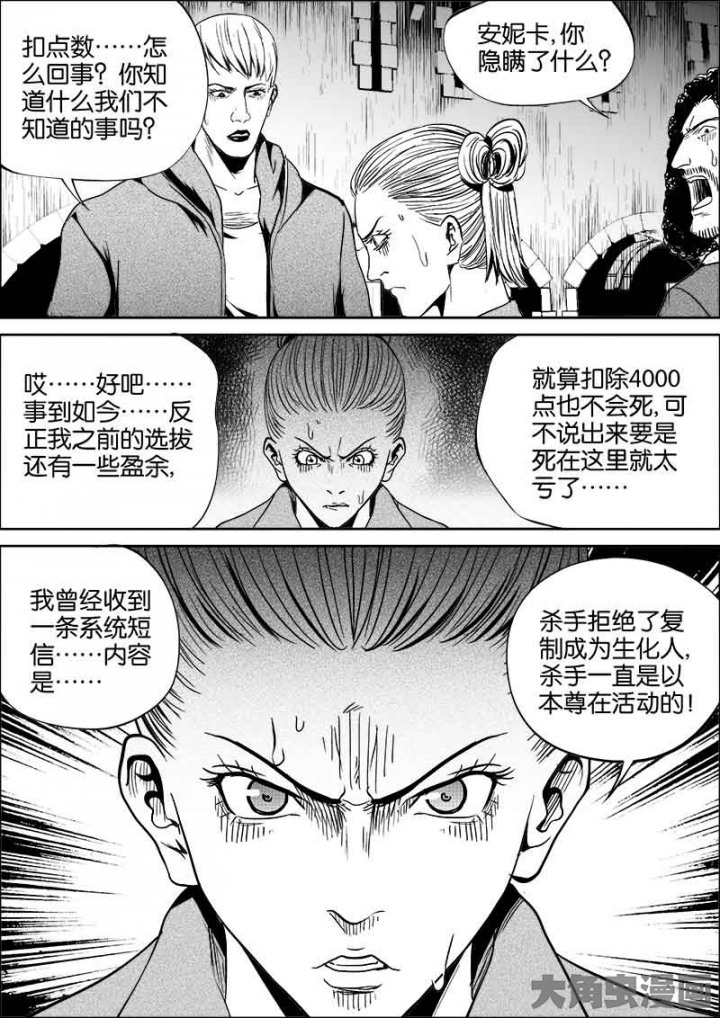 扣点数……怎
么回事？你知
道什么我们不
知道的事吗？
安妮卡,你
隐瞒了什么？
哎……好吧……
事到如今……反
正我之前的选拔
还有一些盈余,
就算扣除4000
点也不会死,可
不说出来要是
死在这里就太
亏了……
我曾经收到
一条系统短
信……内容
是……
杀手拒绝了复
制成为生化人,
杀手一直是以
本尊在活动的！
大角虫漫画